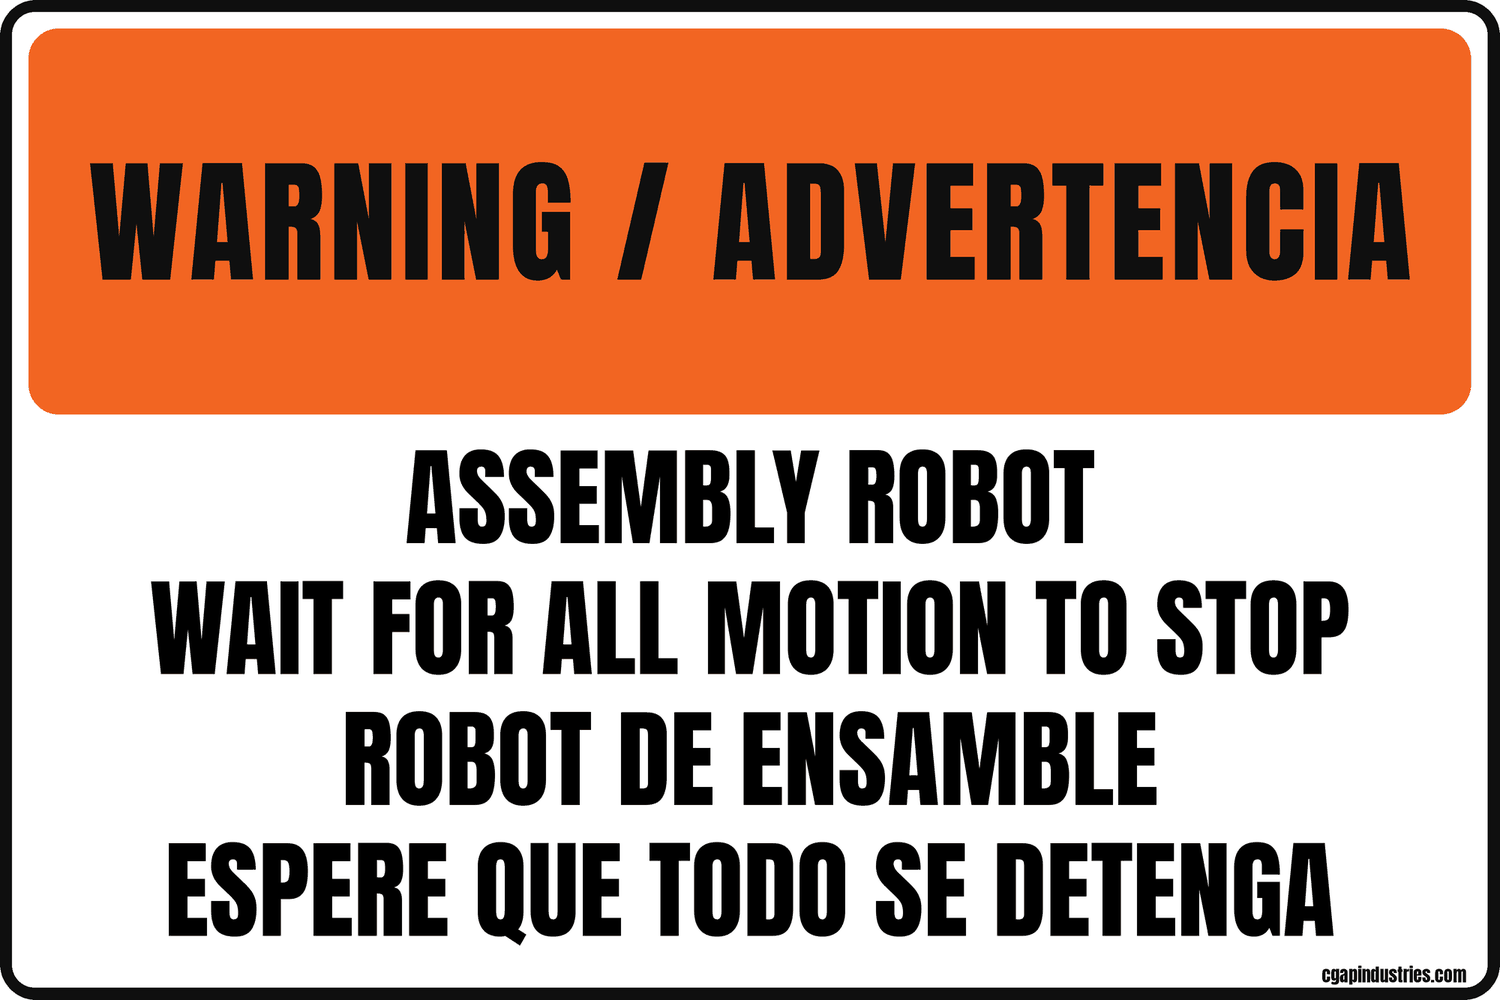 WARNING / ADVERTENCIA
ASSEMBLY ROBOT
WAIT FOR ALL MOTION TO STOP
ROBOT DE ENSAMBLE
ESPERE QUE TODO SE DETENGA
cgapindustries.com